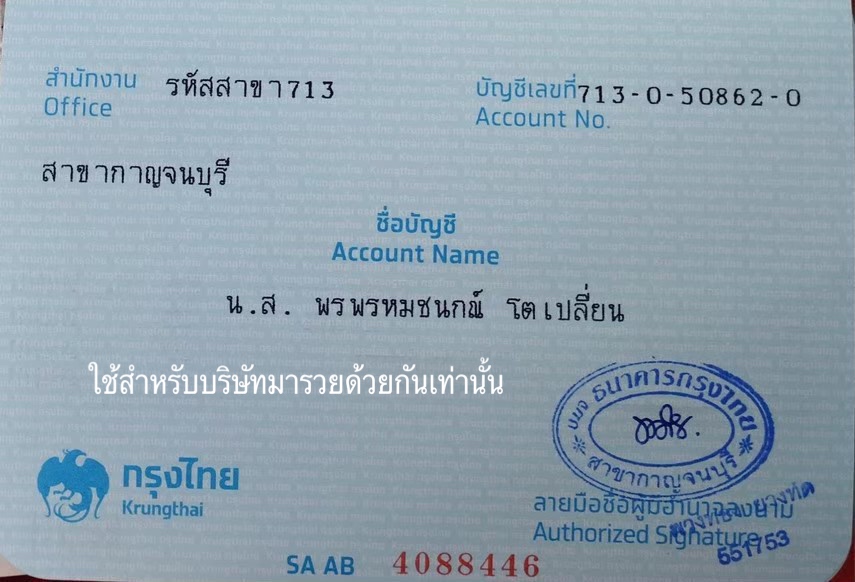 สำนักงาน รหัสสาขา713 บัญชีเลขที่713-0-50862-0
Office Account No.
สาขากาญจนบุรี
ชื่อบัญชี
Account Name
น.ส. พรพรหมชนกณ์ โตเปลี่ยน
ใช้สำหรับบริษัทมารวยด้วยกันเท่านั้น
บมจ ธนาคารกรุงไทย
สาขากาญจนบุรี
กรุงไทย
Krungthai
ลายมือชื่อผู้มีอำนาจลงนาม
Authorized Signature
551753
SA AB 4088446